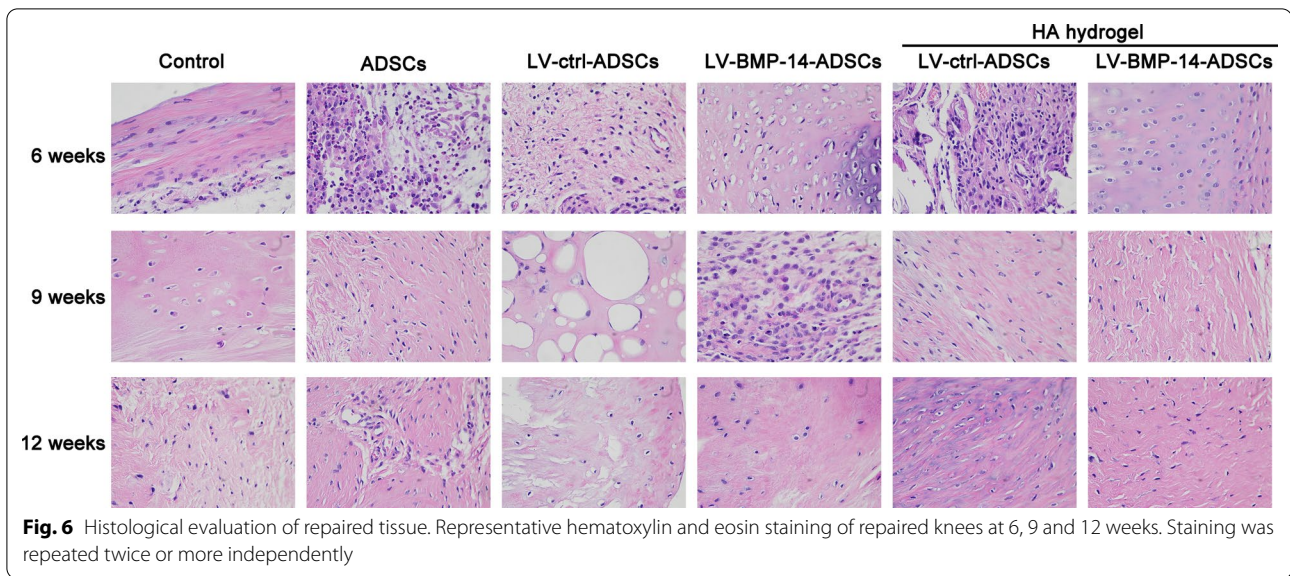 HA hydrogel
Control ADSCs LV-ctrl-ADSCs LV-BMP-14-ADSCs LV-ctrl-ADSCs LV-BMP-14-ADSCs
6 weeks
9 weeks
12 weeks
Fig. 6 Histological evaluation of repaired tissue. Representative hematoxylin and eosin staining of repaired knees at 6, 9 and 12 weeks. Staining was
repeated twice or more independently